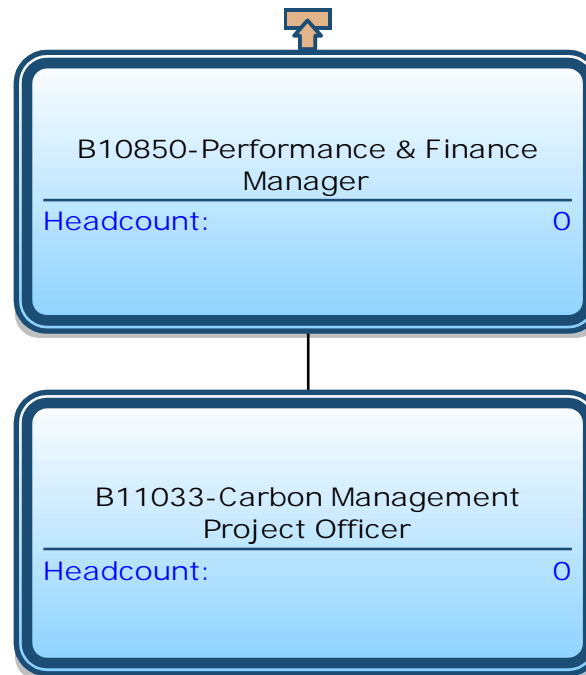 B10850-Performance & Finance
Manager
Headcount: 0
B11033-Carbon Management
Project Officer
Headcount: 0